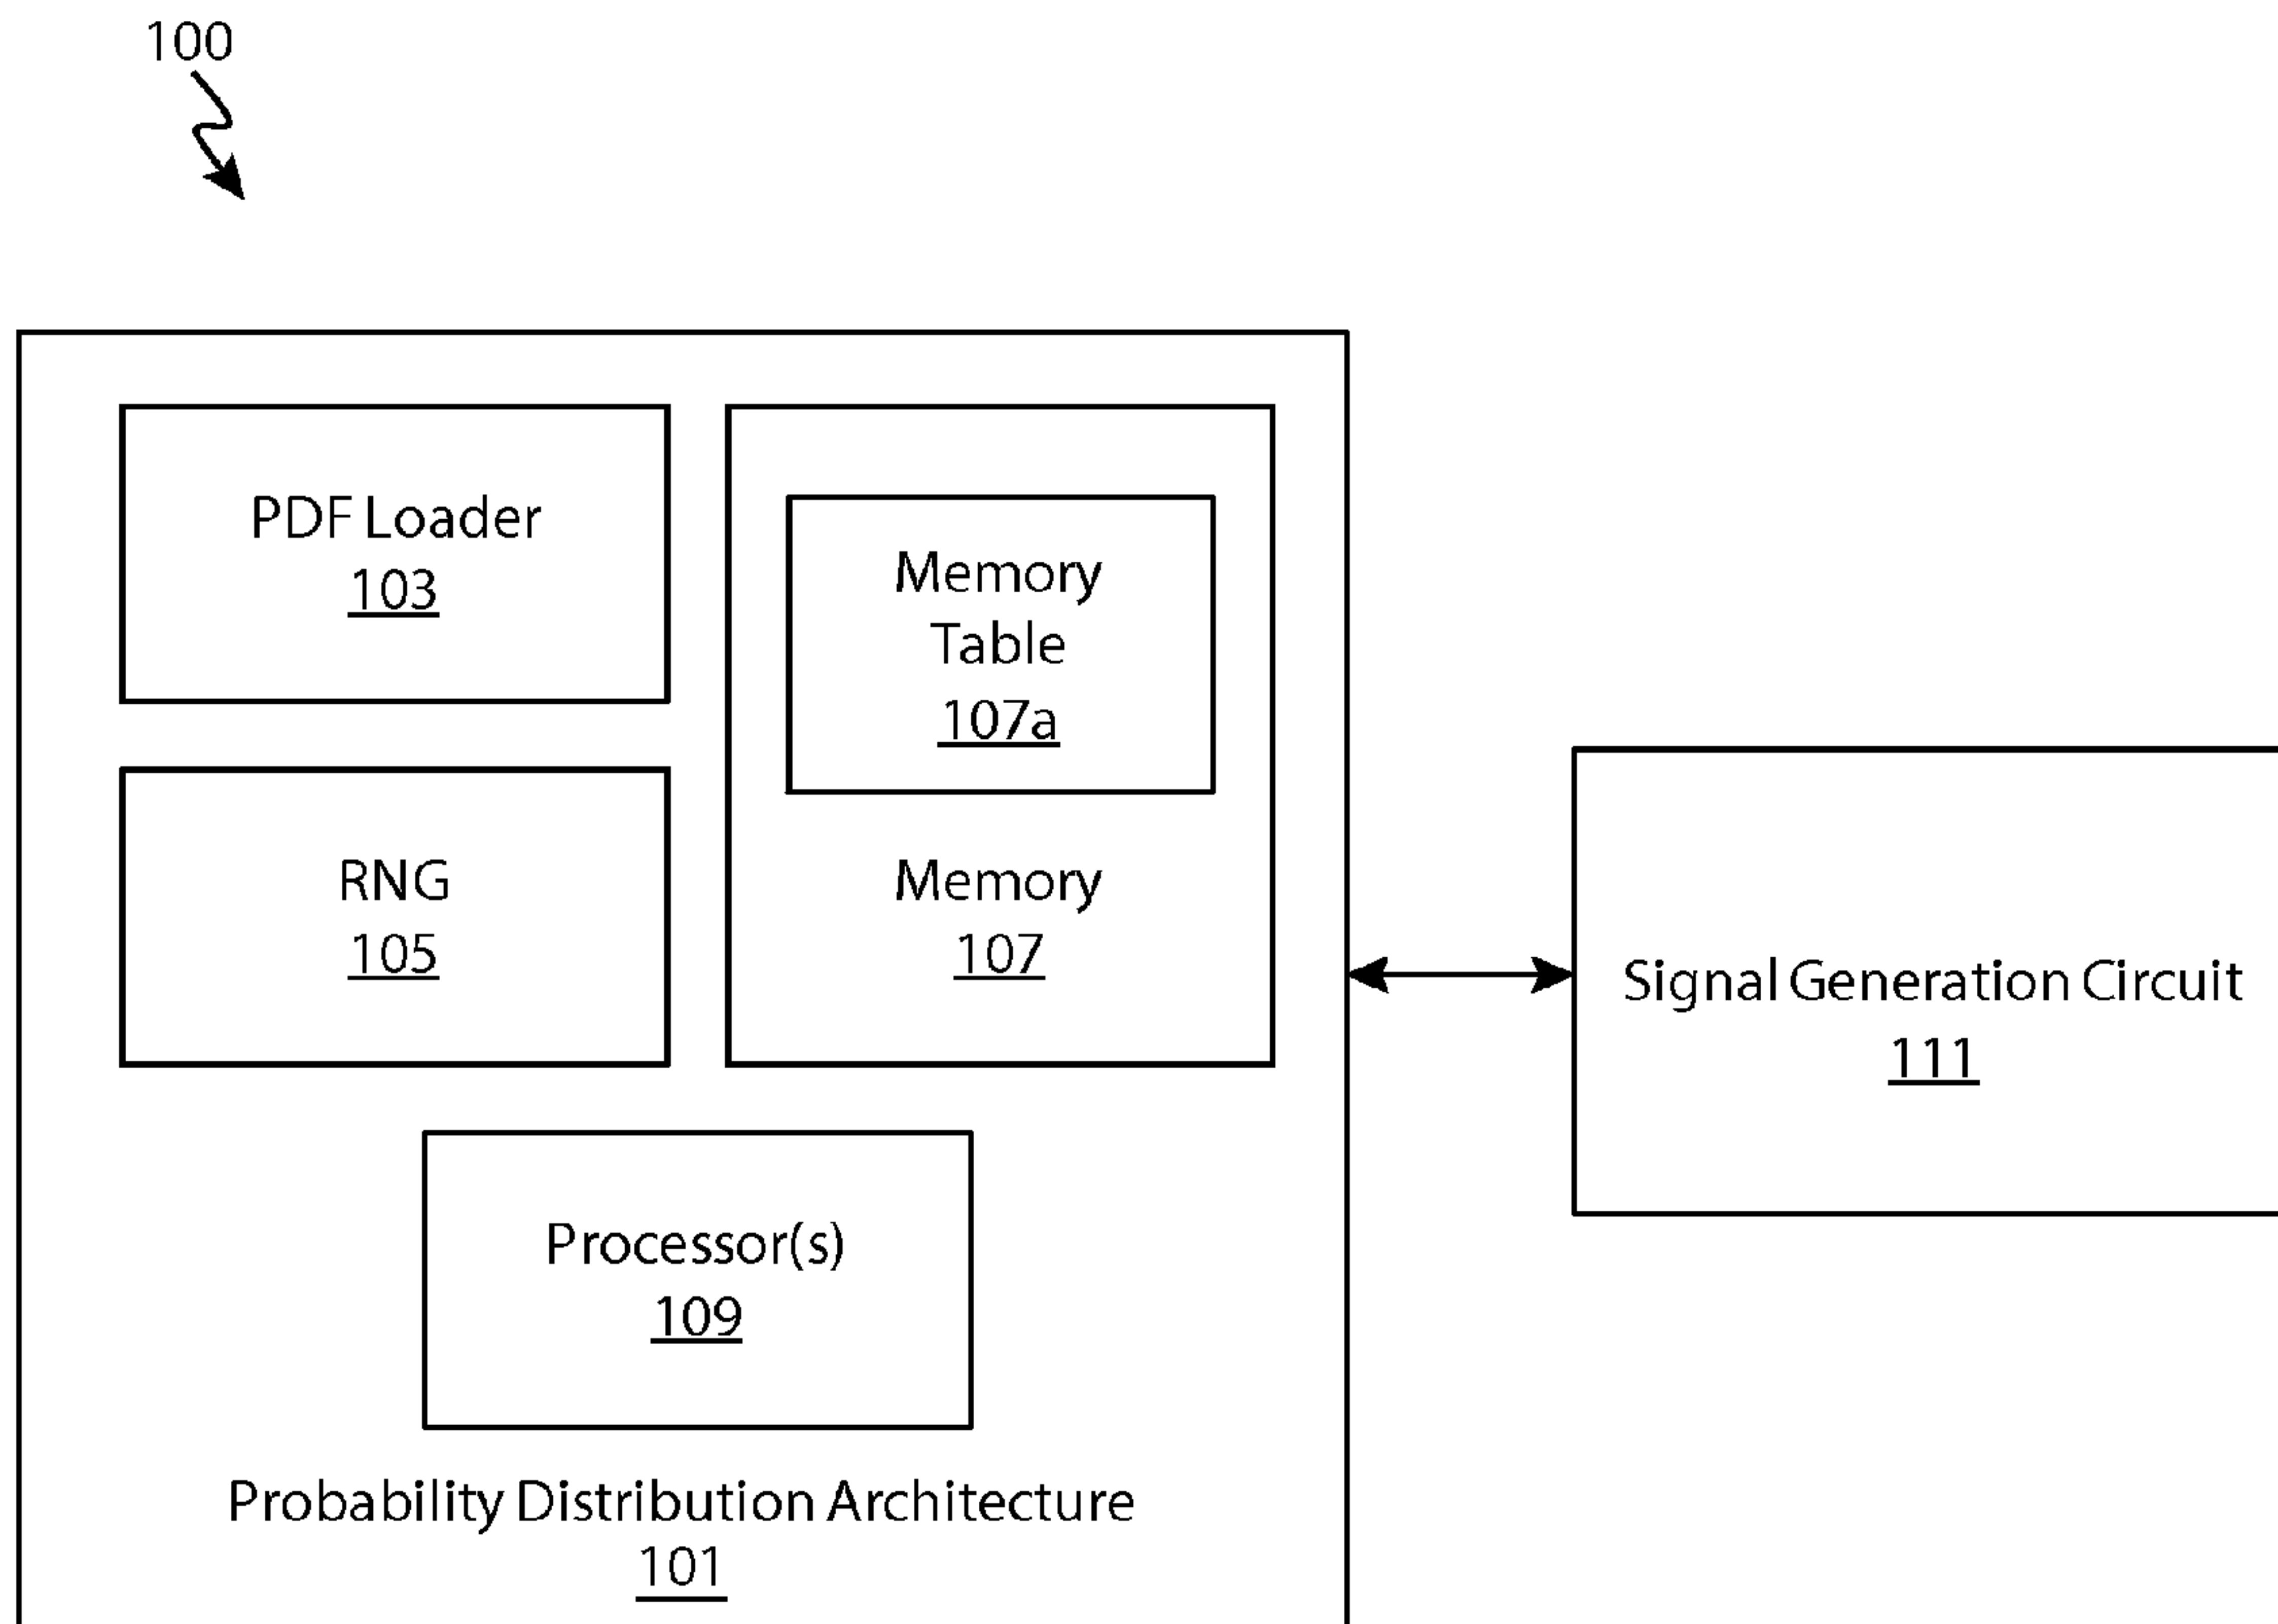 100
PDF Loader
103
Memory
Table
107a
RNG
105
Memory
107
Processor(s)
109
Probability Distribution Architecture
101
Signal Generation Circuit
111